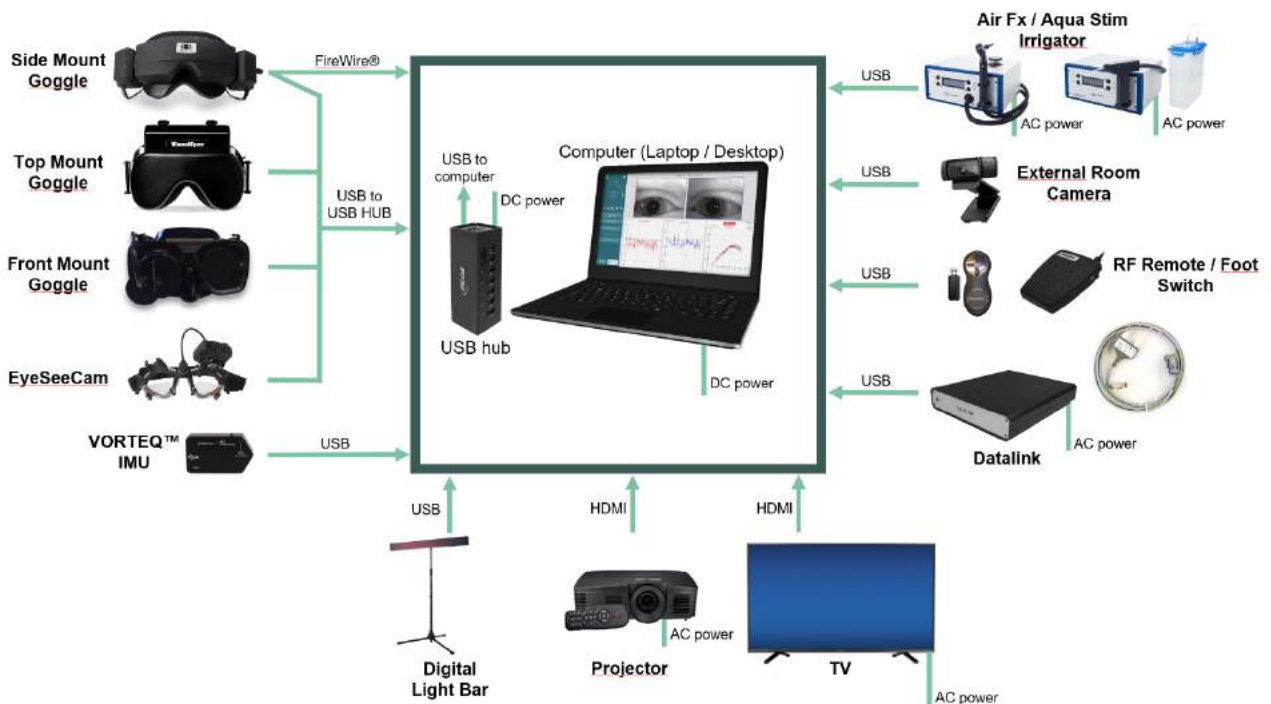 Side Mount
Goggle
FireWire®
Top Mount
Goggle
USB to
USB HUB
Front Mount
Goggle
EyeSeeCam
VORTEQ™
IMU
USB
USB to
computer
DC power
USB hub
Computer (Laptop / Desktop)
DC power
Air Fx / Aqua Stim
Irrigator
USB
AC power
AC power
USB
External Room
Camera
USB
RF Remote / Foot
Switch
USB
AC power
Datalink
USB
Digital
Light Bar
HDMI
AC power
Projector
HDMI
TV
AC power